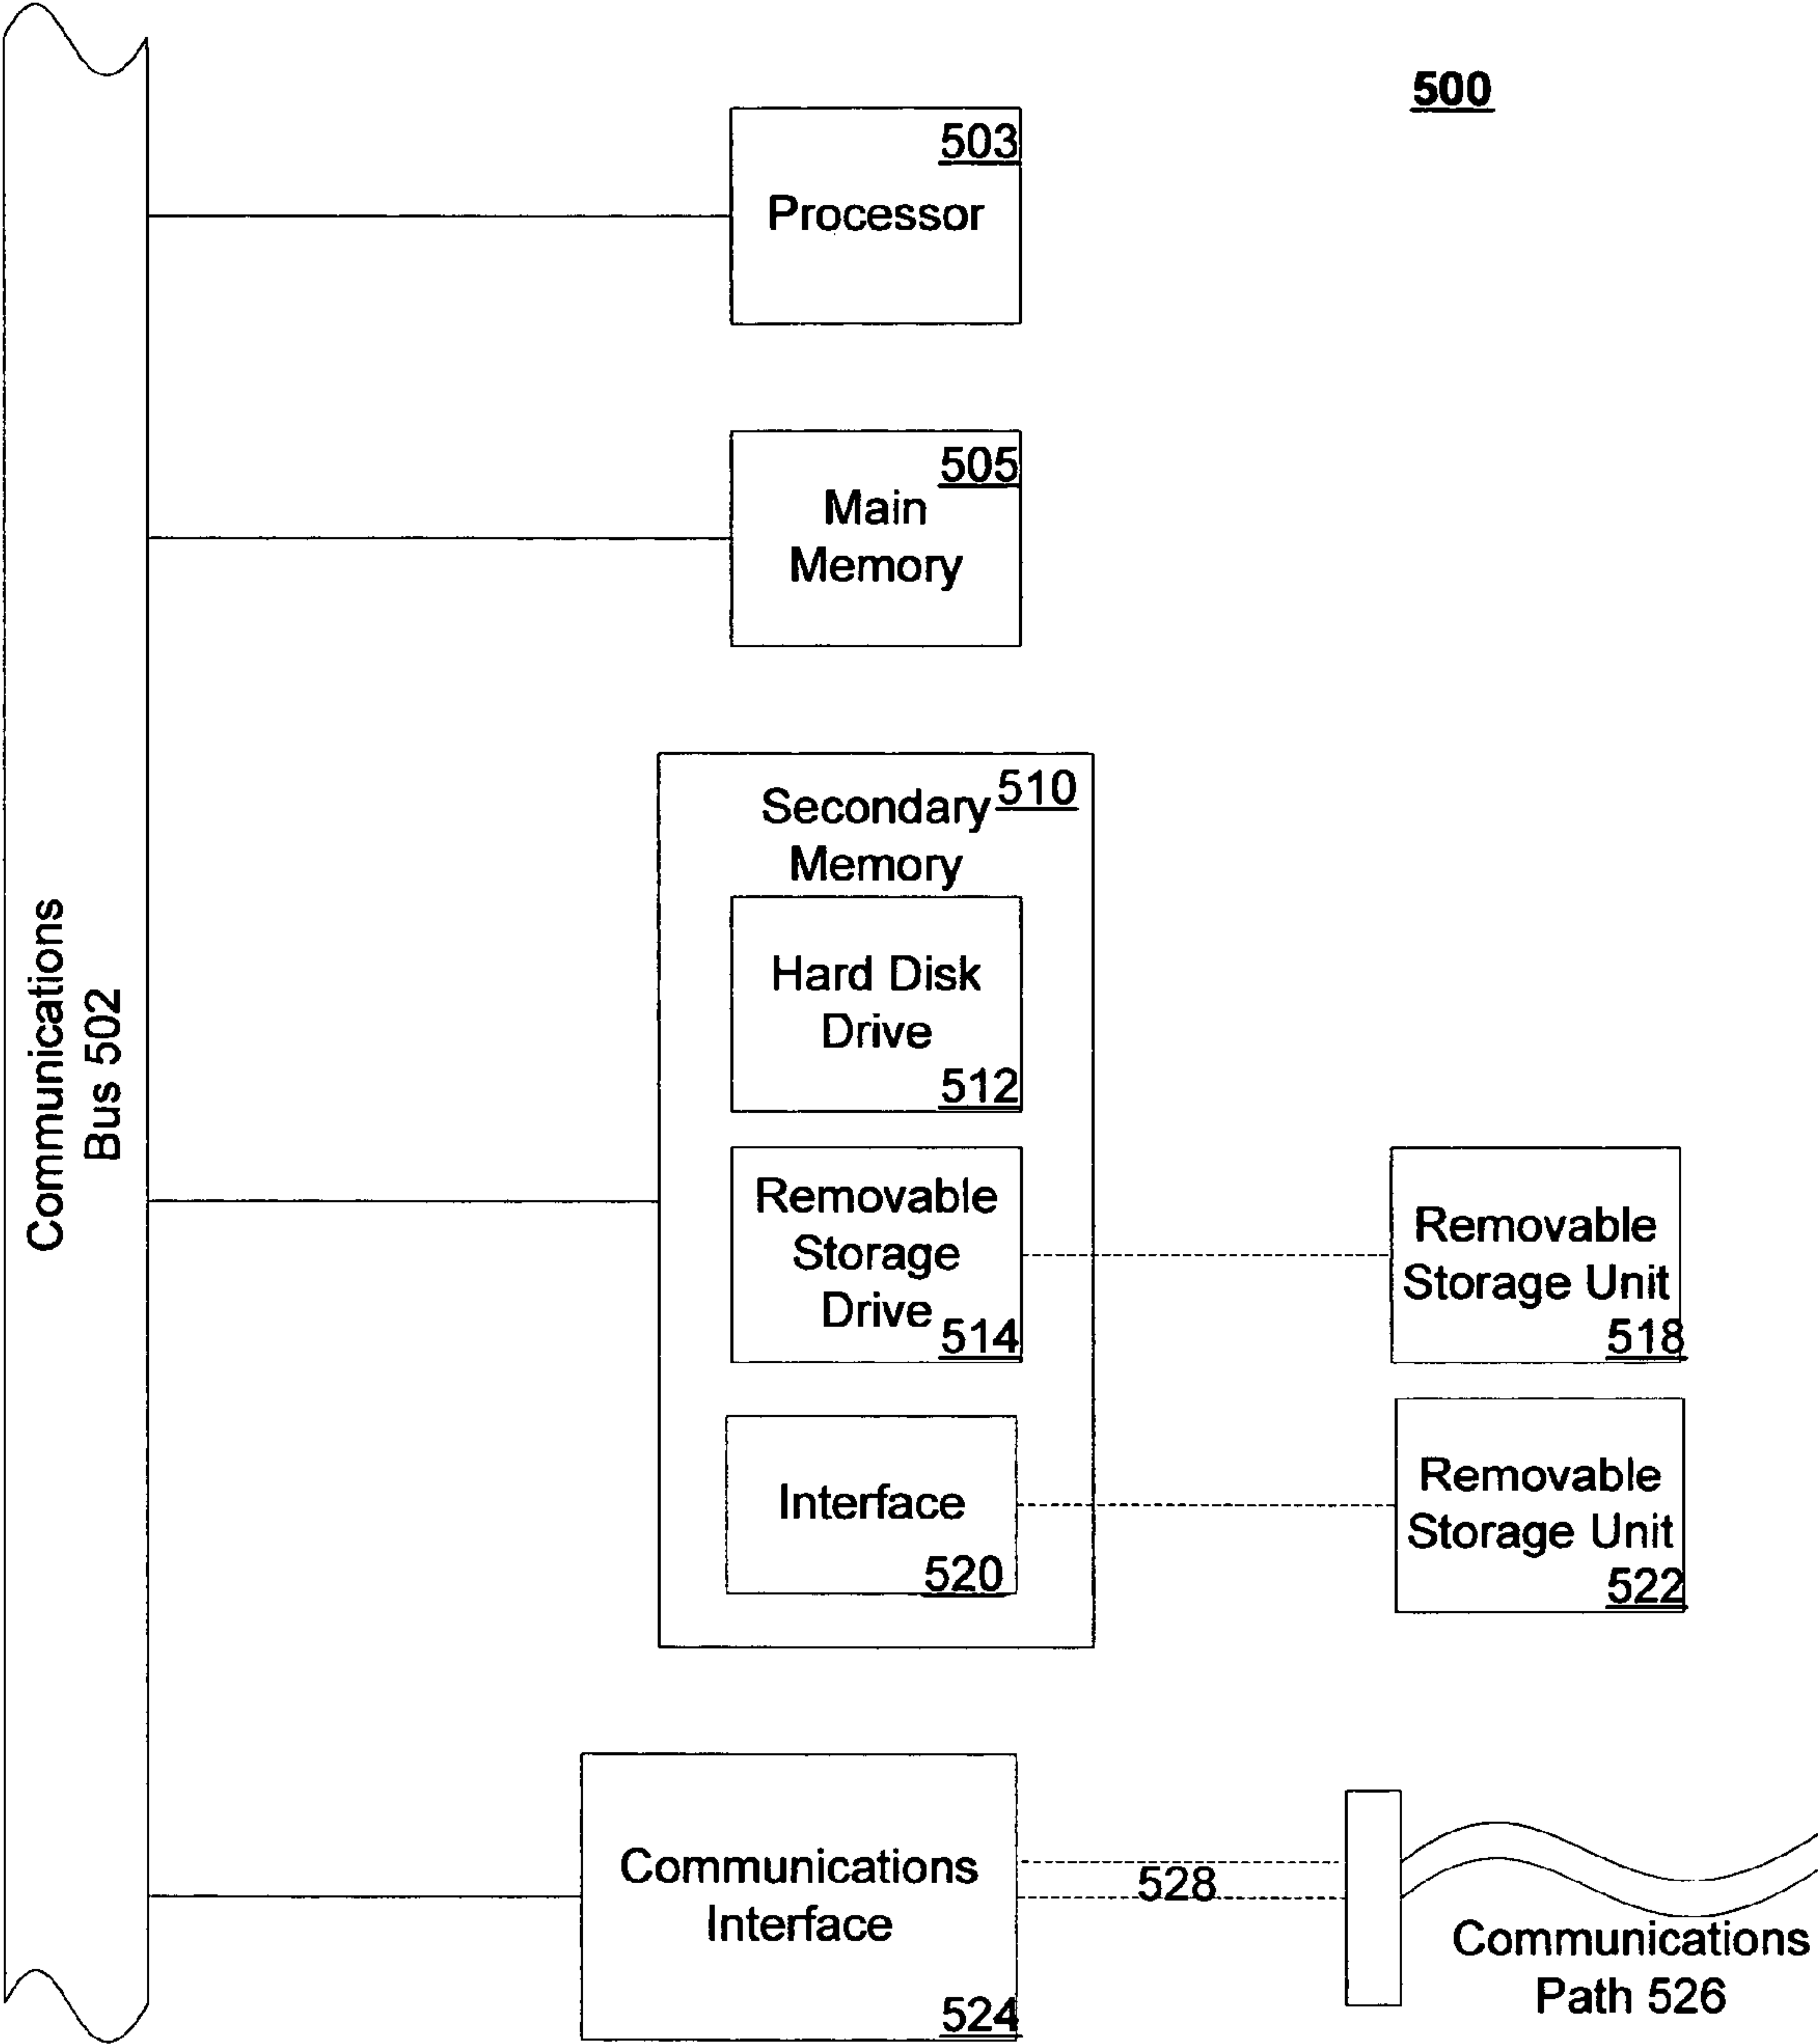 500
503
Processor
505
Main
Memory
Communications
Bus 502
510
Secondary
Memory
Hard Disk
Drive
512
Removable
Storage
Drive
514
Removable
Storage Unit
518
Interface
520
Removable
Storage Unit
522
Communications
Interface
524
528
Communications
Path 526